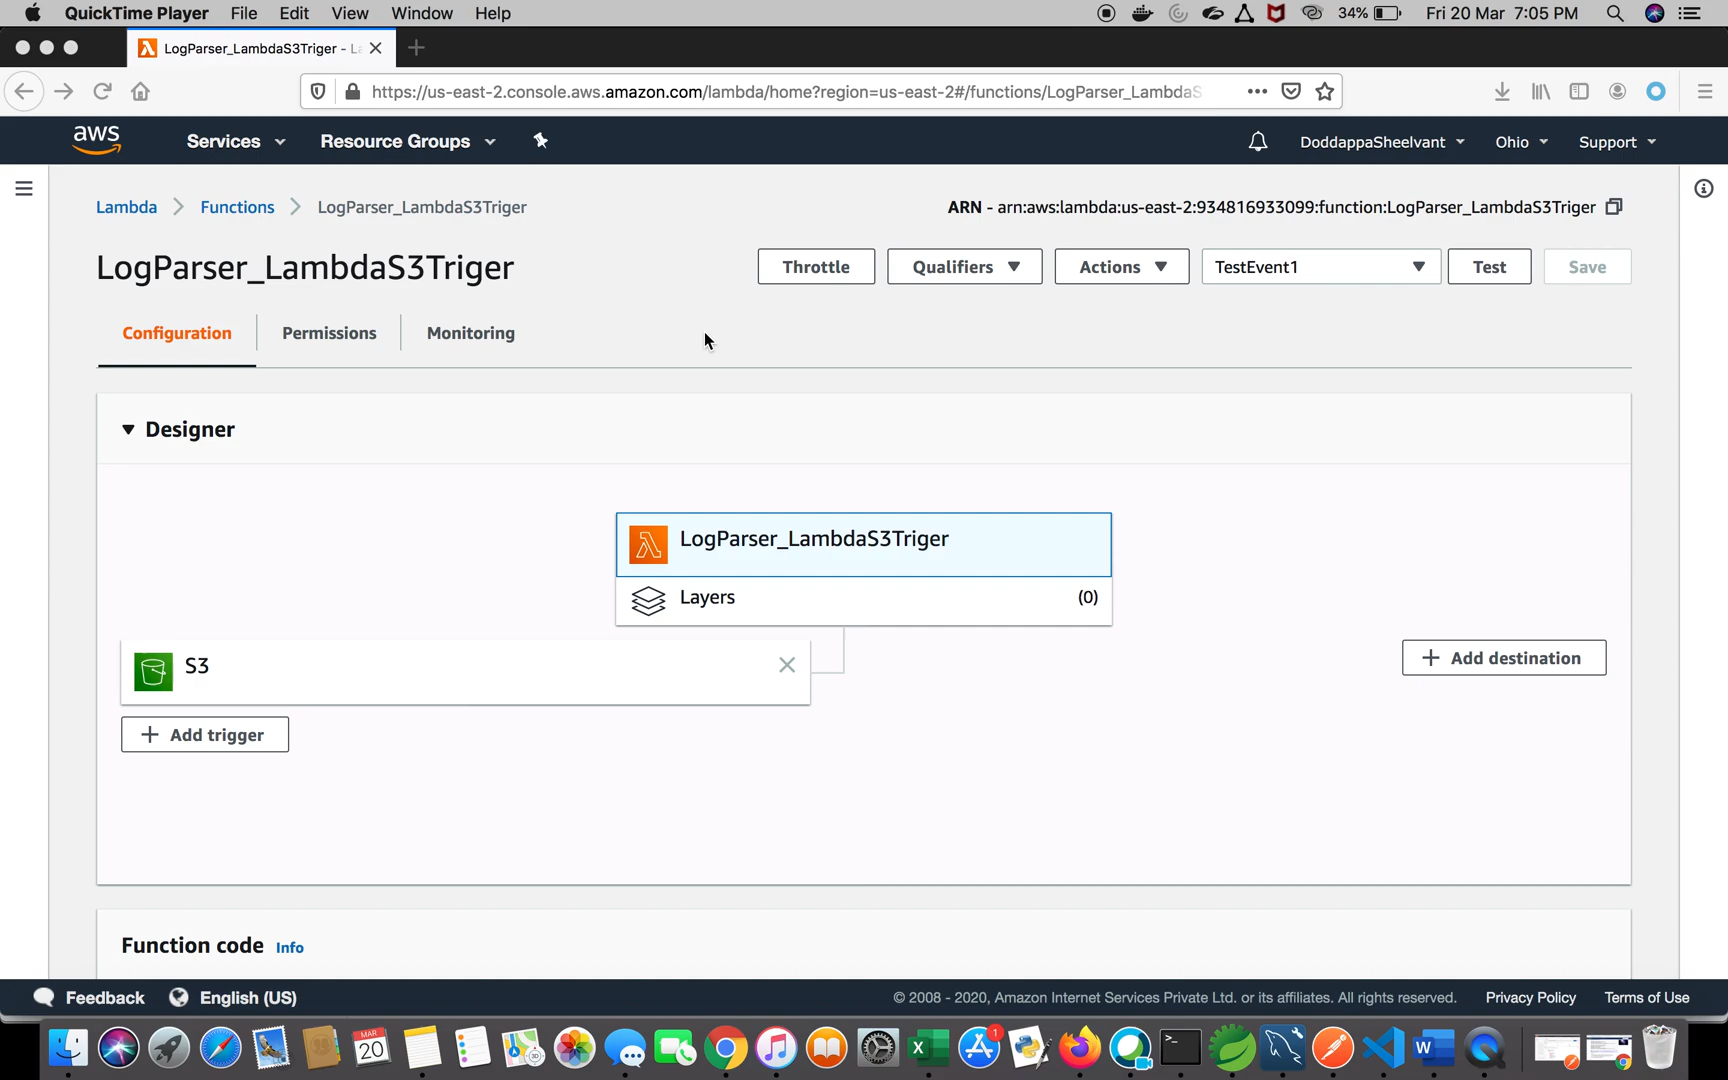 QuickTime Player File Edit View Window Help 34% Fri 20 Mar 7:05 PM
LogParser_LambdaS3Triger - L
https://us-east-2.console.aws.amazon.com/lambda/home?region=us-east-2#/functions/LogParser_LambdaS
aws Services Resource Groups DoddappaSheelvant Ohio Support
Lambda Functions LogParser_LambdaS3Triger ARN - arn:aws:lambda:us-east-2:934816933099:function:LogParser_LambdaS3Triger
LogParser_LambdaS3Triger Throttle Qualifiers Actions TestEvent1 Test Save
Configuration Permissions Monitoring
Designer
LogParser_LambdaS3Triger
Layers (0)
S3
+ Add destination
+ Add trigger
Function code Info
Feedback English (US) © 2008 - 2020, Amazon Internet Services Private Ltd. or its affiliates. All rights reserved. Privacy Policy Terms of Use
MAR
20
1